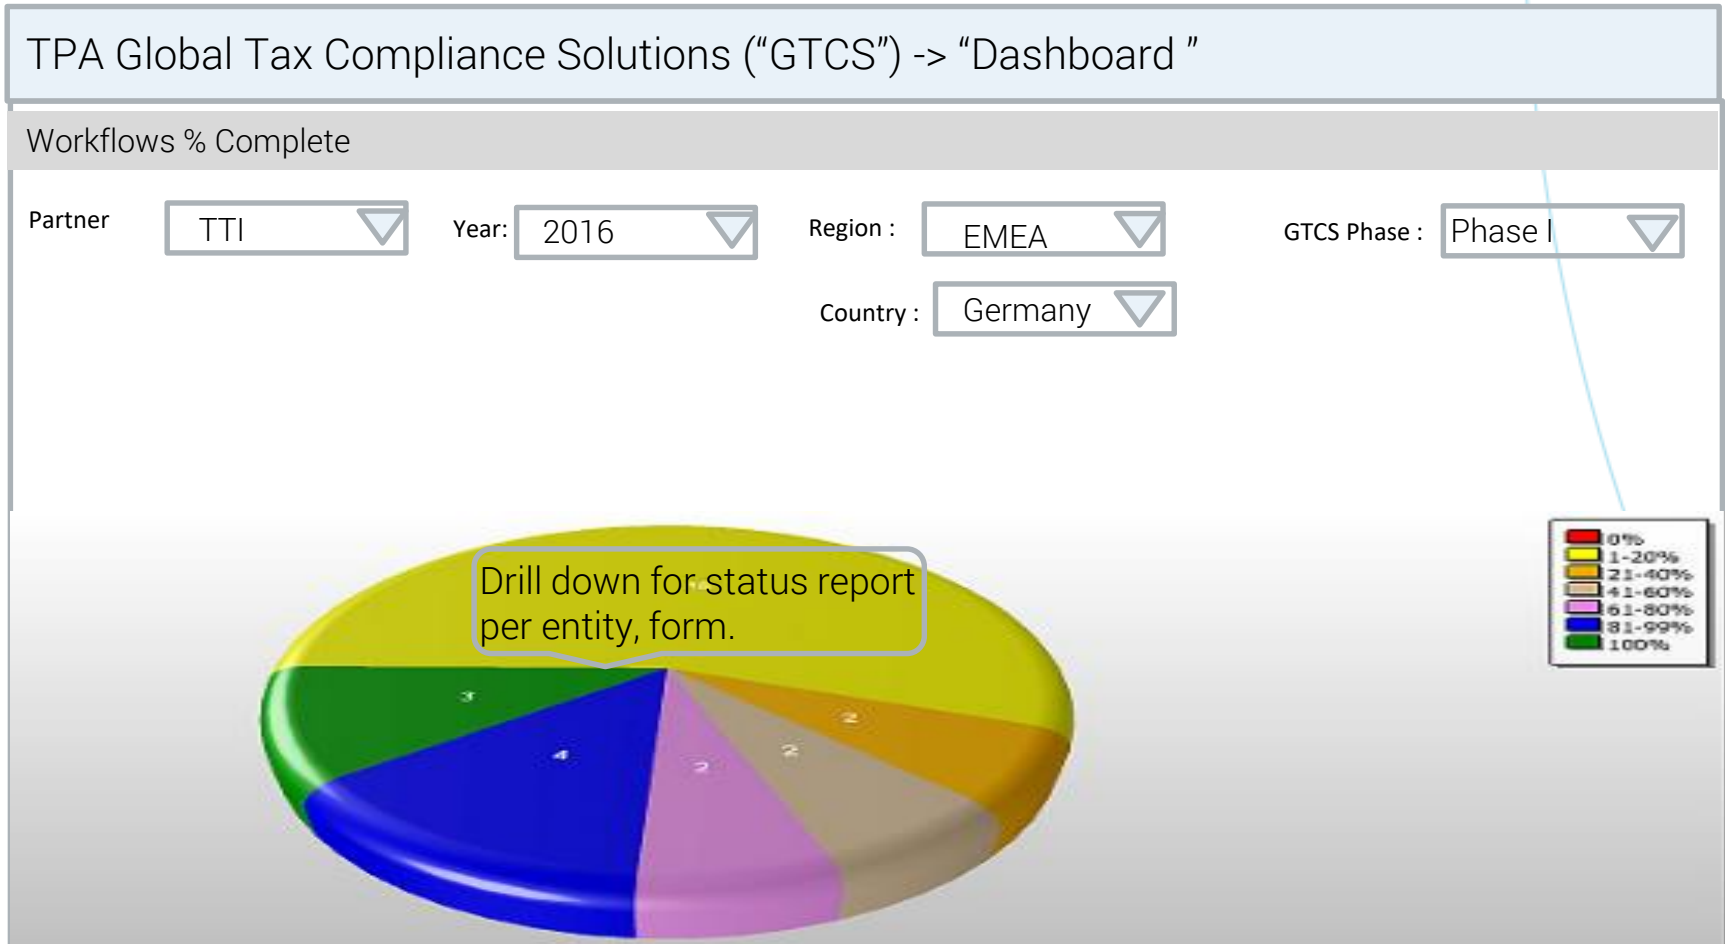 TPA Global Tax Compliance Solutions (“GTCS”) -> “Dashboard ”
Workflows % Complete
Partner TTI Year: 2016 Region : EMEA GTCS Phase : Phase I
Country : Germany
0%
1-20%
21-40%
41-60%
61-80%
81-99%
100%
Drill down for status report
per entity, form.
3
2
4
2
2